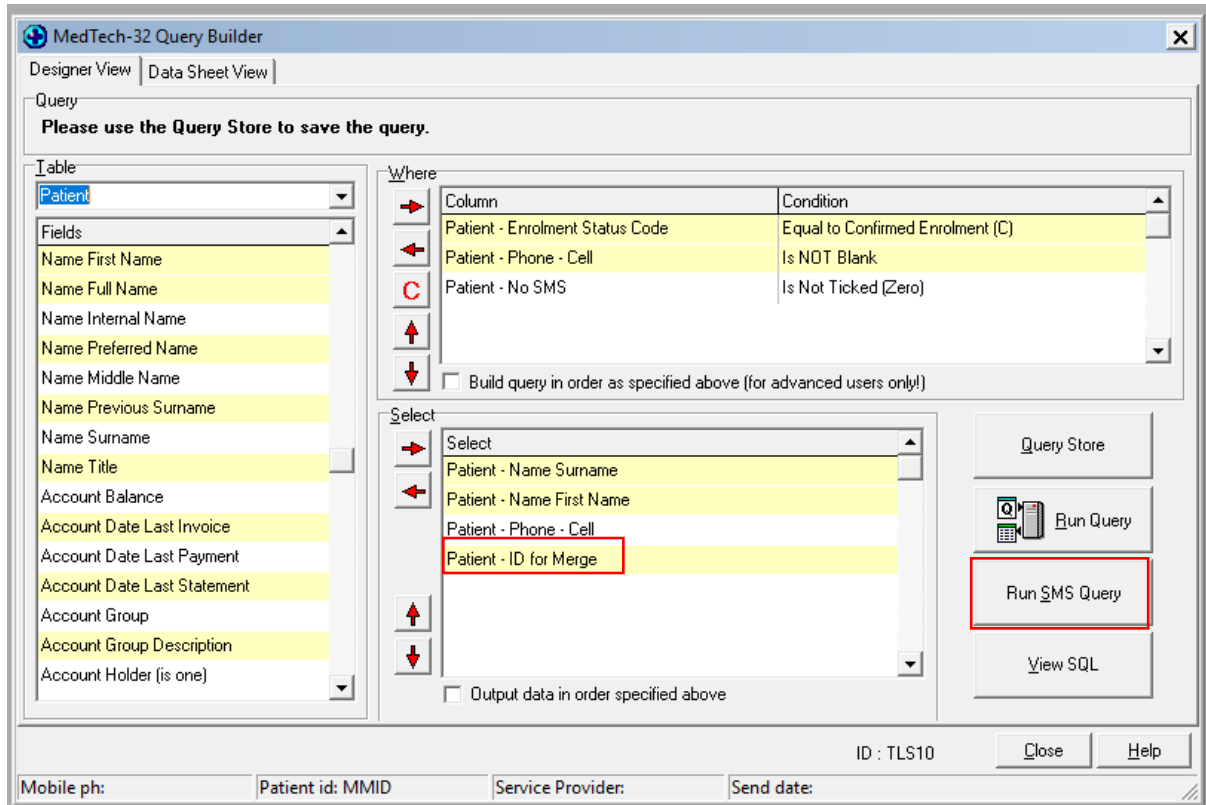 MedTech-32 Query Builder
Designer View Data Sheet View
Query
Please use the Query Store to save the query.
Table
Patient
Fields
Name First Name
Name Full Name
Name Internal Name
Name Preferred Name
Name Middle Name
Name Previous Surname
Name Surname
Name Title
Account Balance
Account Date Last Invoice
Account Date Last Payment
Account Date Last Statement
Account Group
Account Group Description
Account Holder (is one)
Where
Column Condition
Patient - Enrolment Status Code Equal to Confirmed Enrolment (C)
Patient - Phone - Cell Is NOT Blank
Patient - No SMS Is Not Ticked (Zero)
C
Build query in order as specified above (for advanced users only!)
Select
Select
Patient - Name Surname
Patient - Name First Name
Patient - Phone - Cell
Patient - ID for Merge
Output data in order specified above
Query Store
Q
Run Query
Run SMS Query
View SQL
ID : TLS10
Close
Help
Mobile ph: Patient id: MMID Service Provider: Send date: